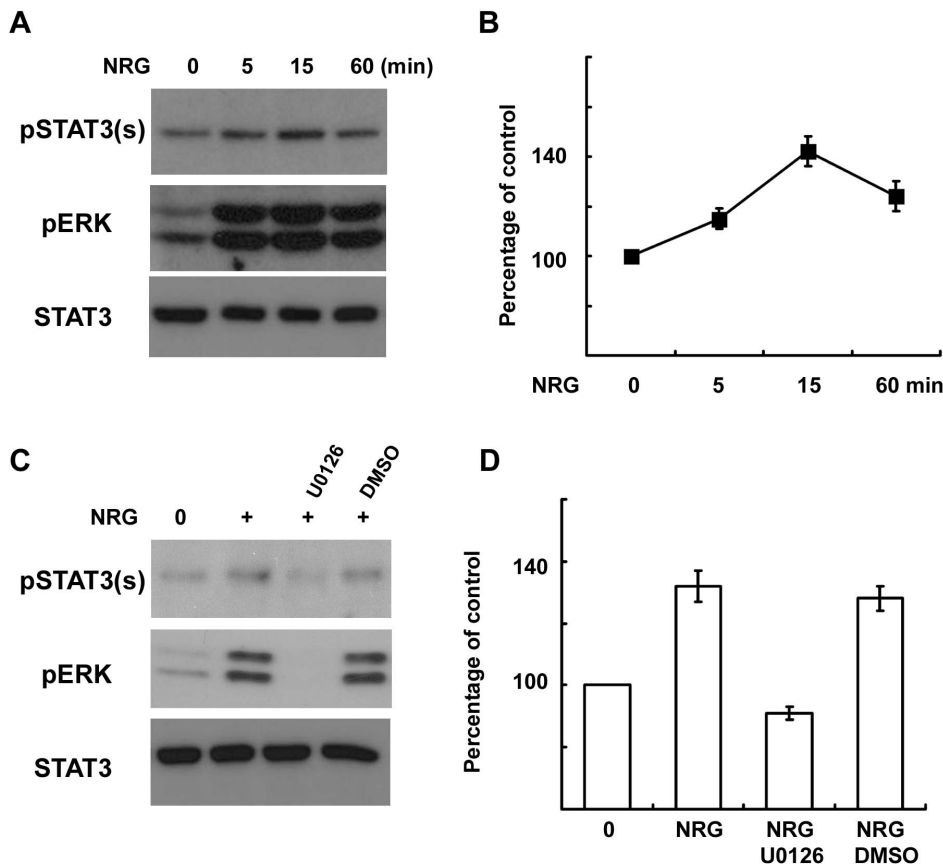 A
NRG 0 5 15 60 (min)
pSTAT3(s)
pERK
STAT3
B
Percentage of control
140
100
NRG 0 5 15 60 min
C
U0126 DMSO
NRG 0 + + +
pSTAT3(s)
pERK
STAT3
D
Percentage of control
140
100
0 NRG NRG NRG
U0126 DMSO